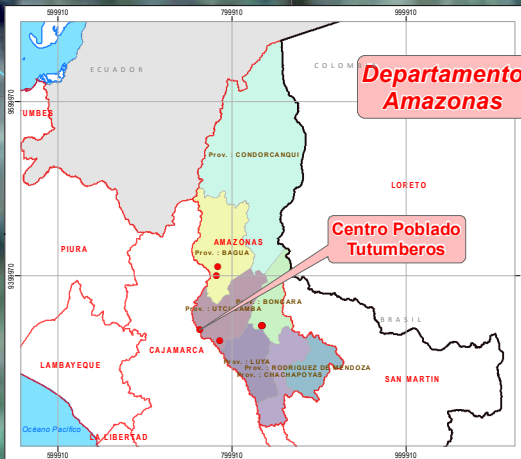 599910
799910
999910
ECUADOR
COLOMBIA
Departamento
Amazonas
9599970
UMBES
Prov. : CONDORCANQUI
LORETO
Centro Poblado
Tutumberos
AMAZONAS
PIURA
Prov. : BAGUA
9399970
Prov. : BONGARA
Prov. : UTCUBAMBA
BRASIL
CAJAMARCA
LAMBAYEQUE
Prov. : LUYA
Prov. : RODRIGUEZ DE MENDOZA
Prov. : CHACHAPOYAS
SAN MARTIN
Océano Pacífico
LA LIBERTAD
599910
799910
999910